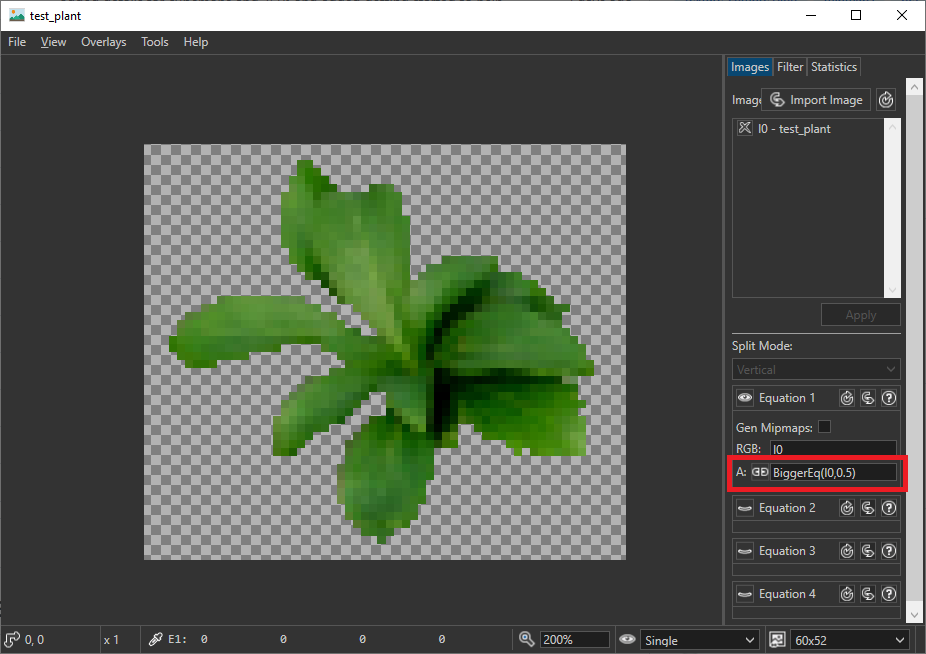 test_plant
File View Overlays Tools Help
Images Filter Statistics
Image Import Image
I0 - test_plant
Apply
Split Mode:
Vertical
Equation 1
Gen Mipmaps:
RGB: I0
A: BiggerEq(I0,0.5)
Equation 2
Equation 3
Equation 4
0, 0 x 1 E1: 0 0 0 0 200% Single 60x52